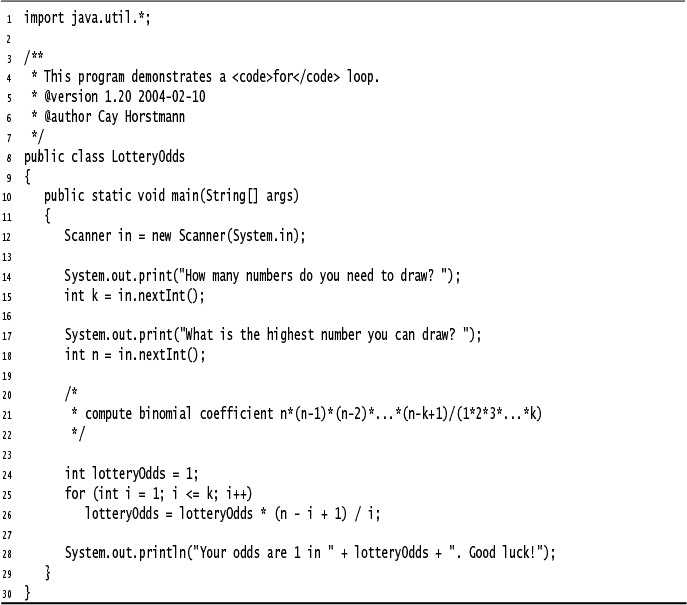 1 import java.util.*;
2
3 /**
4  * This program demonstrates a <code>for</code> loop.
5  * @version 1.20 2004-02-10
6  * @author Cay Horstmann
7  */
8 public class LotteryOdds
9 {
10    public static void main(String[] args)
11    {
12       Scanner in = new Scanner(System.in);
13
14       System.out.print("How many numbers do you need to draw? ");
15       int k = in.nextInt();
16
17       System.out.print("What is the highest number you can draw? ");
18       int n = in.nextInt();
19
20       /*
21        * compute binomial coefficient n*(n-1)*(n-2)*...*(n-k+1)/(1*2*3*...*k)
22        */
23
24       int lotteryOdds = 1;
25       for (int i = 1; i <= k; i++)
26          lotteryOdds = lotteryOdds * (n - i + 1) / i;
27
28       System.out.println("Your odds are 1 in " + lotteryOdds + ". Good luck!");
29    }
30 }